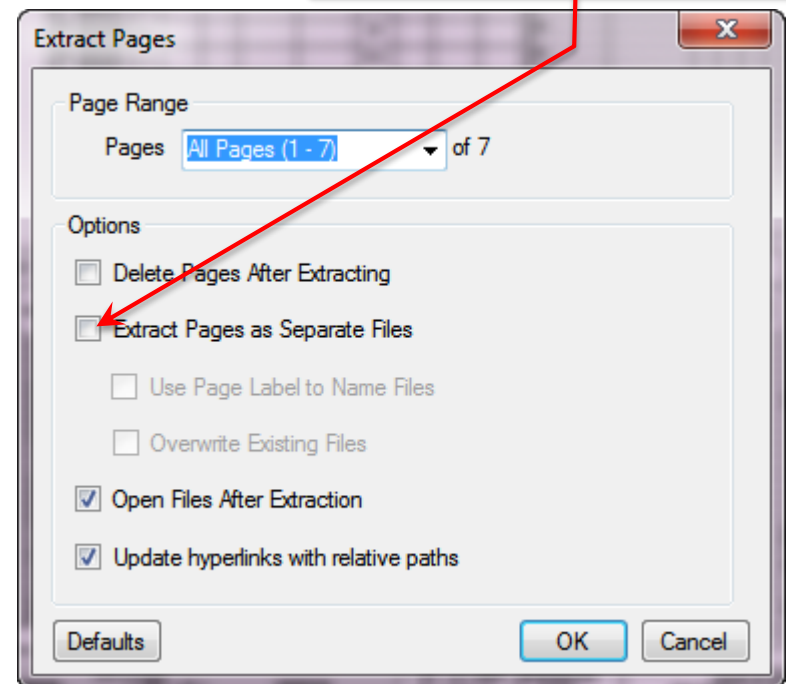 Extract Pages
Page Range
Pages All Pages (1 - 7) of 7
Options
Delete Pages After Extracting
Extract Pages as Separate Files
Use Page Label to Name Files
Overwrite Existing Files
Open Files After Extraction
Update hyperlinks with relative paths
Defaults OK Cancel